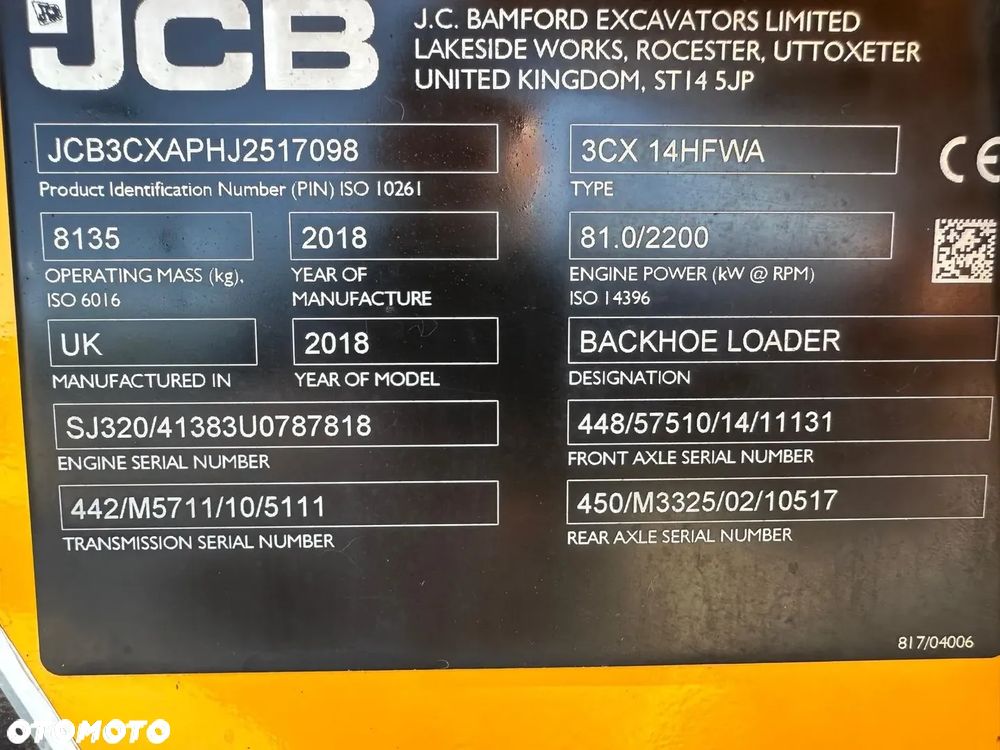 JCB
J.C. BAMFORD EXCAVATORS LIMITED
LAKESIDE WORKS, ROCESTER, UTTOXETER
UNITED KINGDOM, ST14 5JP
JCB3CXAPHJ2517098
Product Identification Number (PIN) ISO 10261
3CX 14HFWA
TYPE
CE
8135
OPERATING MASS (kg),
ISO 6016
2018
YEAR OF
MANUFACTURE
81.0/2200
ENGINE POWER (kW @ RPM)
ISO 14396
UK
MANUFACTURED IN
2018
YEAR OF MODEL
BACKHOE LOADER
DESIGNATION
SJ320/41383U0787818
ENGINE SERIAL NUMBER
448/57510/14/11131
FRONT AXLE SERIAL NUMBER
442/M5711/10/5111
TRANSMISSION SERIAL NUMBER
450/M3325/02/10517
REAR AXLE SERIAL NUMBER
817/04006
OTOMOTO